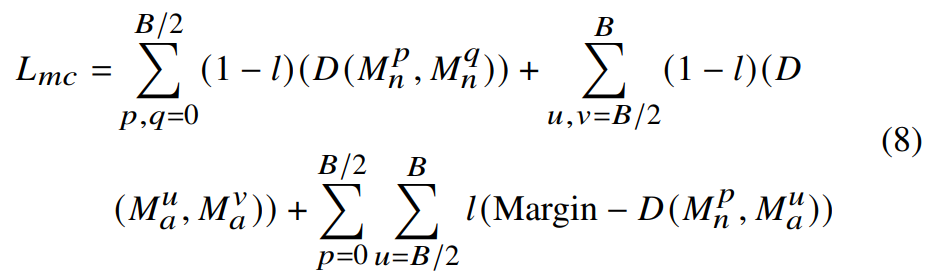 L_{mc} = \sum_{p,q=0}^{B/2} (1 - l)(D(M_n^p, M_n^q)) + \sum_{u,v=B/2}^{B} (1 - l)(D
(M_a^u, M_a^v)) + \sum_{p=0}^{B/2} \sum_{u=B/2}^{B} l(Margin - D(M_n^p, M_a^u))
(8)